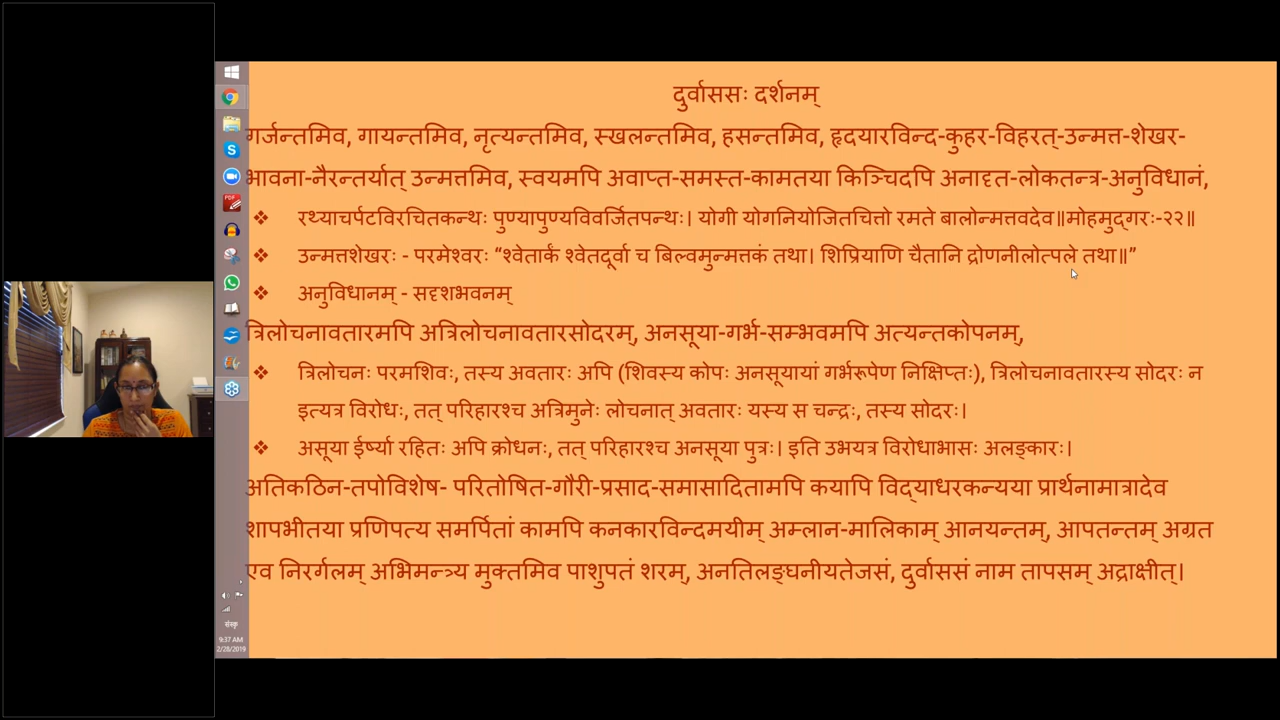 दुर्वाससः दर्शनम्
गर्जन्तमिव, गायन्तमिव, नृत्यन्तमिव, स्खलन्तमिव, हसन्तमिव, हृदयारविन्द-कुहर-विहरत्-उन्मत्त-शेखर-
भावना-नैरन्तर्यात् उन्मत्तमिव, स्वयमपि अवाप्त-समस्त-कामतया किञ्चिदपि अनादृत-लोकतन्त्र-अनुविधानं,
❖ रथ्याचर्पटविरचितकन्थः पुण्यापुण्यविवर्जितपन्थः। योगी योगनियोजितचित्तो रमते बालोन्मत्तवदेव॥मोहमुद्गरः-२२॥
❖ उन्मत्तशेखरः - परमेश्वरः “श्वेतार्कं श्वेतदूर्वा च बिल्वमुन्मत्तकं तथा। शिप्रियाणि चैतानि द्रोणनीलोत्पले तथा॥”
❖ अनुविधानम् - सदृशभवनम्
त्रिलोचनावतारमपि अत्रिलोचनावतारसोदरम्, अनसूया-गर्भ-सम्भवमपि अत्यन्तकोपनम्,
❖ त्रिलोचनः परमशिवः, तस्य अवतारः अपि (शिवस्य कोपः अनसूयायां गर्भरूपेण निक्षिप्तः), त्रिलोचनावतारस्य सोदरः न
इत्यत्र विरोधः, तत् परिहारश्च अत्रिमुनेः लोचनात् अवतारः यस्य स चन्द्रः, तस्य सोदरः।
❖ असूया ईर्ष्या रहितः अपि क्रोधनः, तत् परिहारश्च अनसूया पुत्रः। इति उभयत्र विरोधाभासः अलङ्कारः।
अतिकठिन-तपोविशेष- परितोषित-गौरी-प्रसाद-समासादितामपि कयापि विद्याधरकन्यया प्रार्थनामात्रादेव
शापभीतया प्रणिपत्य समर्पितां कामपि कनकारविन्दमयीम् अम्लान-मालिकाम् आनयन्तम्, आपतन्तम् अग्रत
एव निरर्गलम् अभिमन्त्र्य मुक्तमिव पाशुपतं शरम्, अनतिलङ्घनीयतेजसं, दुर्वाससं नाम तापसम् अद्राक्षीत्।
संस्कृ
9:37 AM
2/28/2019